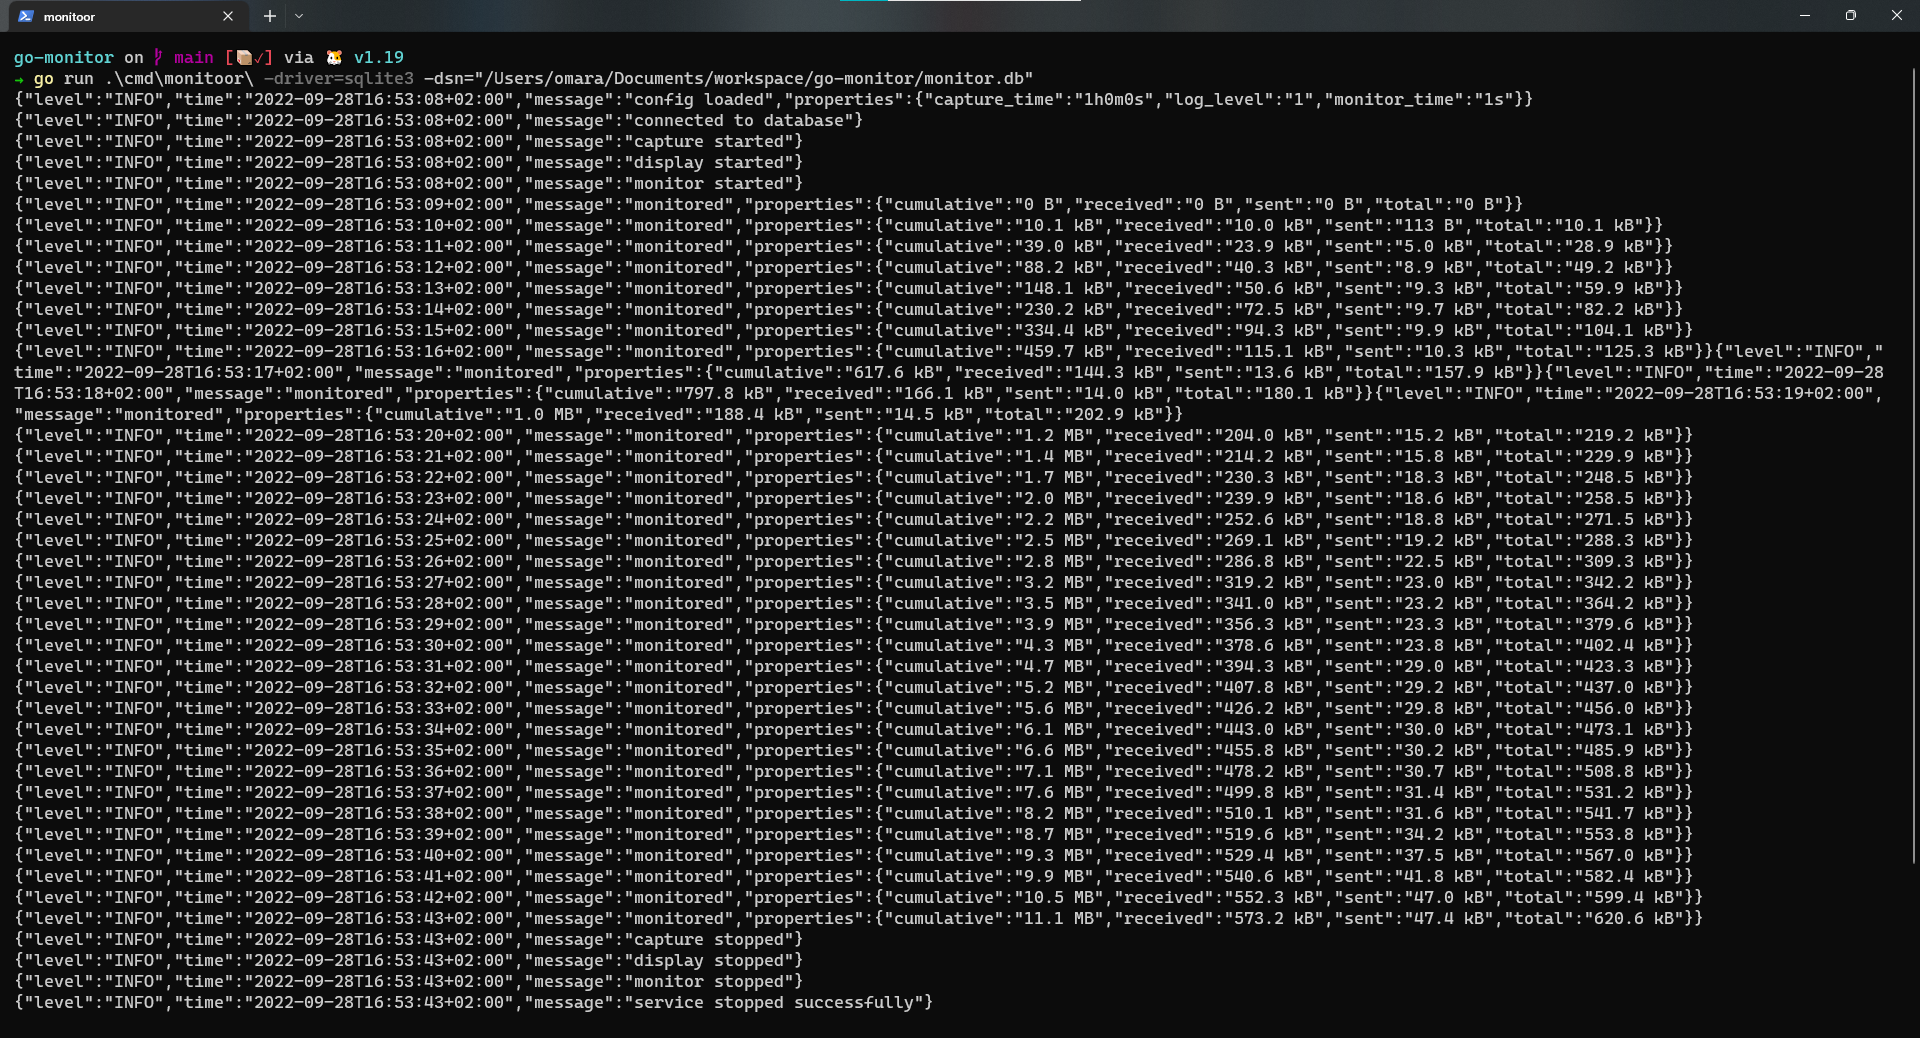 monitoor
go-monitor on main [📦✓] via 🐹 v1.19
→ go run .\cmd\monitoor\ -driver=sqlite3 -dsn="/Users/omara/Documents/workspace/go-monitor/monitor.db"
{"level":"INFO","time":"2022-09-28T16:53:08+02:00","message":"config loaded","properties":{"capture_time":"1h0m0s","log_level":"1","monitor_time":"1s"}}
{"level":"INFO","time":"2022-09-28T16:53:08+02:00","message":"connected to database"}
{"level":"INFO","time":"2022-09-28T16:53:08+02:00","message":"capture started"}
{"level":"INFO","time":"2022-09-28T16:53:08+02:00","message":"display started"}
{"level":"INFO","time":"2022-09-28T16:53:08+02:00","message":"monitor started"}
{"level":"INFO","time":"2022-09-28T16:53:09+02:00","message":"monitored","properties":{"cumulative":"0 B","received":"0 B","sent":"0 B","total":"0 B"}}
{"level":"INFO","time":"2022-09-28T16:53:10+02:00","message":"monitored","properties":{"cumulative":"10.1 kB","received":"10.0 kB","sent":"113 B","total":"10.1 kB"}}
{"level":"INFO","time":"2022-09-28T16:53:11+02:00","message":"monitored","properties":{"cumulative":"39.0 kB","received":"23.9 kB","sent":"5.0 kB","total":"28.9 kB"}}
{"level":"INFO","time":"2022-09-28T16:53:12+02:00","message":"monitored","properties":{"cumulative":"88.2 kB","received":"40.3 kB","sent":"8.9 kB","total":"49.2 kB"}}
{"level":"INFO","time":"2022-09-28T16:53:13+02:00","message":"monitored","properties":{"cumulative":"148.1 kB","received":"50.6 kB","sent":"9.3 kB","total":"59.9 kB"}}
{"level":"INFO","time":"2022-09-28T16:53:14+02:00","message":"monitored","properties":{"cumulative":"230.2 kB","received":"72.5 kB","sent":"9.7 kB","total":"82.2 kB"}}
{"level":"INFO","time":"2022-09-28T16:53:15+02:00","message":"monitored","properties":{"cumulative":"334.4 kB","received":"94.3 kB","sent":"9.9 kB","total":"104.1 kB"}}
{"level":"INFO","time":"2022-09-28T16:53:16+02:00","message":"monitored","properties":{"cumulative":"459.7 kB","received":"115.1 kB","sent":"10.3 kB","total":"125.3 kB"}}{"level":"INFO","
time":"2022-09-28T16:53:17+02:00","message":"monitored","properties":{"cumulative":"617.6 kB","received":"144.3 kB","sent":"13.6 kB","total":"157.9 kB"}}{"level":"INFO","time":"2022-09-28
T16:53:18+02:00","message":"monitored","properties":{"cumulative":"797.8 kB","received":"166.1 kB","sent":"14.0 kB","total":"180.1 kB"}}{"level":"INFO","time":"2022-09-28T16:53:19+02:00",
"message":"monitored","properties":{"cumulative":"1.0 MB","received":"188.4 kB","sent":"14.5 kB","total":"202.9 kB"}}
{"level":"INFO","time":"2022-09-28T16:53:20+02:00","message":"monitored","properties":{"cumulative":"1.2 MB","received":"204.0 kB","sent":"15.2 kB","total":"219.2 kB"}}
{"level":"INFO","time":"2022-09-28T16:53:21+02:00","message":"monitored","properties":{"cumulative":"1.4 MB","received":"214.2 kB","sent":"15.8 kB","total":"229.9 kB"}}
{"level":"INFO","time":"2022-09-28T16:53:22+02:00","message":"monitored","properties":{"cumulative":"1.7 MB","received":"230.3 kB","sent":"18.3 kB","total":"248.5 kB"}}
{"level":"INFO","time":"2022-09-28T16:53:23+02:00","message":"monitored","properties":{"cumulative":"2.0 MB","received":"239.9 kB","sent":"18.6 kB","total":"258.5 kB"}}
{"level":"INFO","time":"2022-09-28T16:53:24+02:00","message":"monitored","properties":{"cumulative":"2.2 MB","received":"252.6 kB","sent":"18.8 kB","total":"271.5 kB"}}
{"level":"INFO","time":"2022-09-28T16:53:25+02:00","message":"monitored","properties":{"cumulative":"2.5 MB","received":"269.1 kB","sent":"19.2 kB","total":"288.3 kB"}}
{"level":"INFO","time":"2022-09-28T16:53:26+02:00","message":"monitored","properties":{"cumulative":"2.8 MB","received":"286.8 kB","sent":"22.5 kB","total":"309.3 kB"}}
{"level":"INFO","time":"2022-09-28T16:53:27+02:00","message":"monitored","properties":{"cumulative":"3.2 MB","received":"319.2 kB","sent":"23.0 kB","total":"342.2 kB"}}
{"level":"INFO","time":"2022-09-28T16:53:28+02:00","message":"monitored","properties":{"cumulative":"3.5 MB","received":"341.0 kB","sent":"23.2 kB","total":"364.2 kB"}}
{"level":"INFO","time":"2022-09-28T16:53:29+02:00","message":"monitored","properties":{"cumulative":"3.9 MB","received":"356.3 kB","sent":"23.3 kB","total":"379.6 kB"}}
{"level":"INFO","time":"2022-09-28T16:53:30+02:00","message":"monitored","properties":{"cumulative":"4.3 MB","received":"378.6 kB","sent":"23.8 kB","total":"402.4 kB"}}
{"level":"INFO","time":"2022-09-28T16:53:31+02:00","message":"monitored","properties":{"cumulative":"4.7 MB","received":"394.3 kB","sent":"29.0 kB","total":"423.3 kB"}}
{"level":"INFO","time":"2022-09-28T16:53:32+02:00","message":"monitored","properties":{"cumulative":"5.2 MB","received":"407.8 kB","sent":"29.2 kB","total":"437.0 kB"}}
{"level":"INFO","time":"2022-09-28T16:53:33+02:00","message":"monitored","properties":{"cumulative":"5.6 MB","received":"426.2 kB","sent":"29.8 kB","total":"456.0 kB"}}
{"level":"INFO","time":"2022-09-28T16:53:34+02:00","message":"monitored","properties":{"cumulative":"6.1 MB","received":"443.0 kB","sent":"30.0 kB","total":"473.1 kB"}}
{"level":"INFO","time":"2022-09-28T16:53:35+02:00","message":"monitored","properties":{"cumulative":"6.6 MB","received":"455.8 kB","sent":"30.2 kB","total":"485.9 kB"}}
{"level":"INFO","time":"2022-09-28T16:53:36+02:00","message":"monitored","properties":{"cumulative":"7.1 MB","received":"478.2 kB","sent":"30.7 kB","total":"508.8 kB"}}
{"level":"INFO","time":"2022-09-28T16:53:37+02:00","message":"monitored","properties":{"cumulative":"7.6 MB","received":"499.8 kB","sent":"31.4 kB","total":"531.2 kB"}}
{"level":"INFO","time":"2022-09-28T16:53:38+02:00","message":"monitored","properties":{"cumulative":"8.2 MB","received":"510.1 kB","sent":"31.6 kB","total":"541.7 kB"}}
{"level":"INFO","time":"2022-09-28T16:53:39+02:00","message":"monitored","properties":{"cumulative":"8.7 MB","received":"519.6 kB","sent":"34.2 kB","total":"553.8 kB"}}
{"level":"INFO","time":"2022-09-28T16:53:40+02:00","message":"monitored","properties":{"cumulative":"9.3 MB","received":"529.4 kB","sent":"37.5 kB","total":"567.0 kB"}}
{"level":"INFO","time":"2022-09-28T16:53:41+02:00","message":"monitored","properties":{"cumulative":"9.9 MB","received":"540.6 kB","sent":"41.8 kB","total":"582.4 kB"}}
{"level":"INFO","time":"2022-09-28T16:53:42+02:00","message":"monitored","properties":{"cumulative":"10.5 MB","received":"552.3 kB","sent":"47.0 kB","total":"599.4 kB"}}
{"level":"INFO","time":"2022-09-28T16:53:43+02:00","message":"monitored","properties":{"cumulative":"11.1 MB","received":"573.2 kB","sent":"47.4 kB","total":"620.6 kB"}}
{"level":"INFO","time":"2022-09-28T16:53:43+02:00","message":"capture stopped"}
{"level":"INFO","time":"2022-09-28T16:53:43+02:00","message":"display stopped"}
{"level":"INFO","time":"2022-09-28T16:53:43+02:00","message":"monitor stopped"}
{"level":"INFO","time":"2022-09-28T16:53:43+02:00","message":"service stopped successfully"}